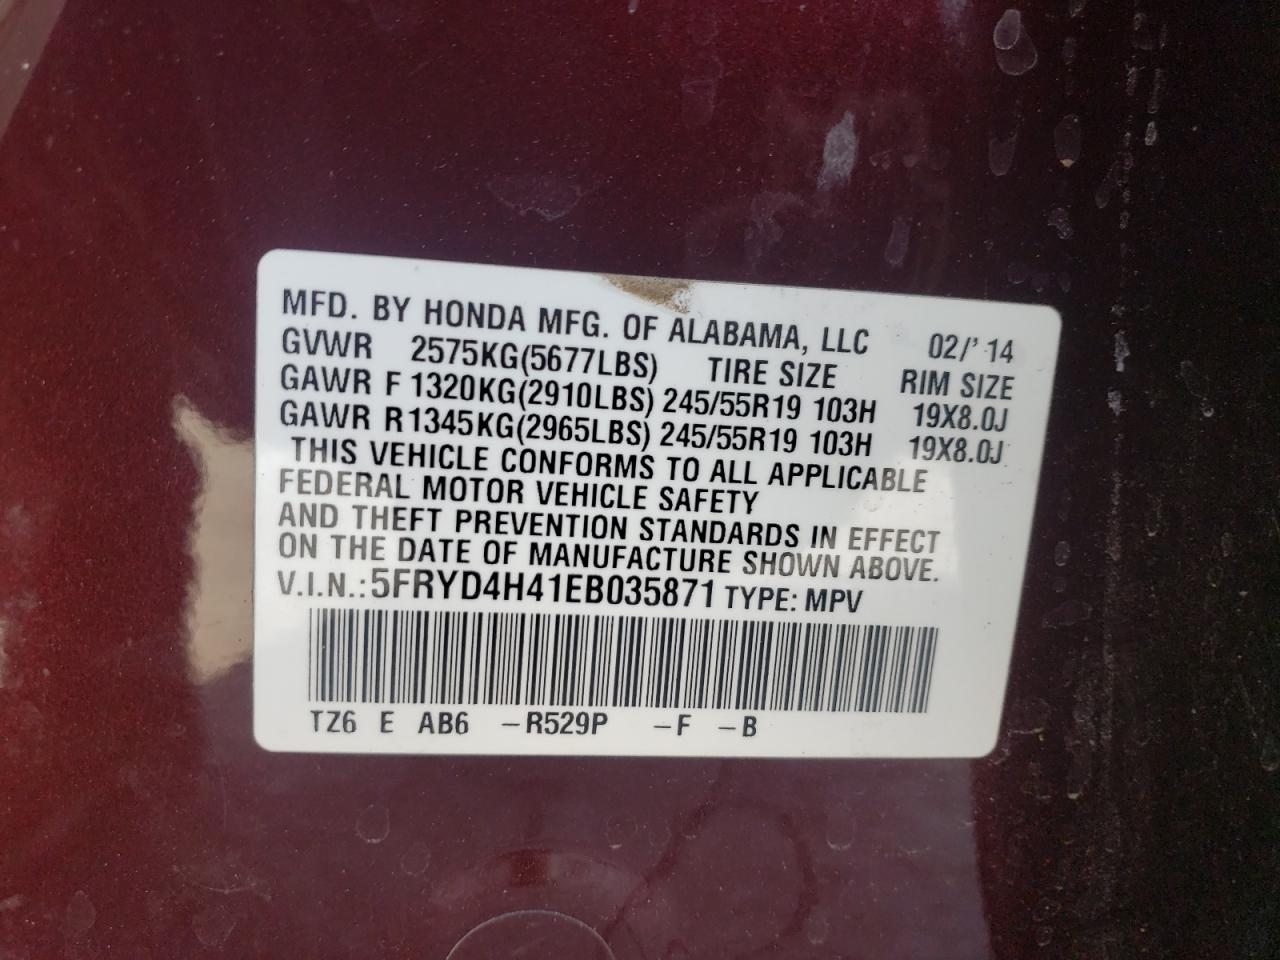 MFD. BY HONDA MFG. OF ALABAMA, LLC 02/'14
GVWR 2575KG(5677LBS) TIRE SIZE RIM SIZE
GAWR F 1320KG(2910LBS) 245/55R19 103H 19X8.0J
GAWR R1345KG(2965LBS) 245/55R19 103H 19X8.0J
THIS VEHICLE CONFORMS TO ALL APPLICABLE
FEDERAL MOTOR VEHICLE SAFETY
AND THEFT PREVENTION STANDARDS IN EFFECT
ON THE DATE OF MANUFACTURE SHOWN ABOVE.
V.I.N.: 5FRYD4H41EB035871 TYPE: MPV
TZ6 E AB6 -R529P -F -B